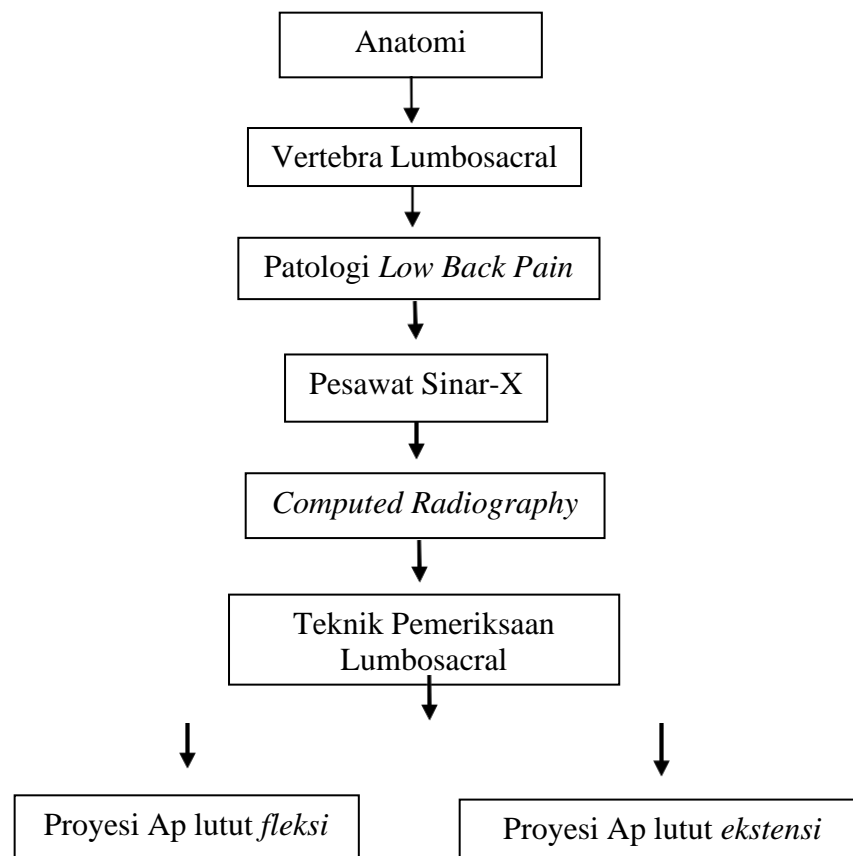 Anatomi
Vertebra Lumbosacral
Patologi Low Back Pain
Pesawat Sinar-X
Computed Radiography
Teknik Pemeriksaan
Lumbosacral
Proyesi Ap lutut fleksi
Proyesi Ap lutut ekstensi